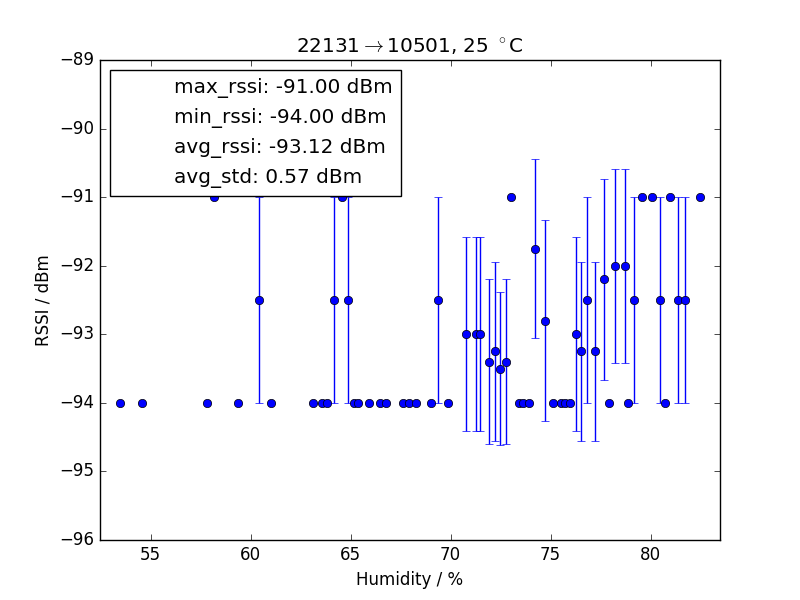 22131→10501, 25 °C
max_rssi: -91.00 dBm
min_rssi: -94.00 dBm
avg_rssi: -93.12 dBm
avg_std: 0.57 dBm
RSSI / dBm
−89
−90
−91
−92
−93
−94
−95
−96
55 60 65 70 75 80
Humidity / %